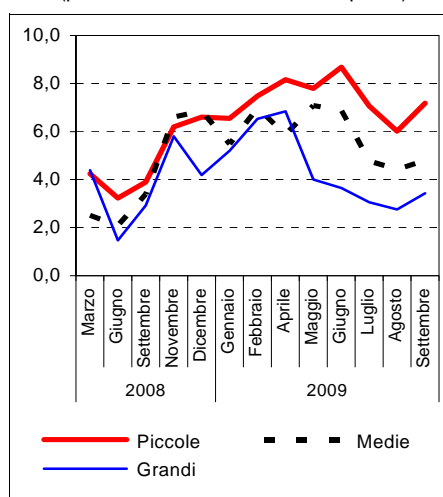 10,0
8,0
6,0
4,0
2,0
0,0
Marzo
Giugno
Settembre
Novembre
Dicembre
Gennaio
Febbraio
Aprile
Maggio
Giugno
Luglio
Agosto
Settembre
2008
2009
Piccole
Medie
Grandi